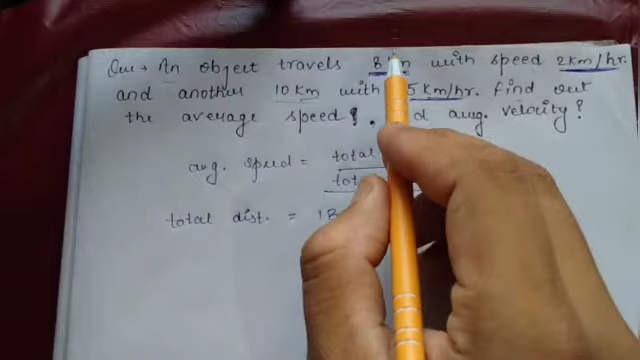 Que → An object travels 8 m with speed 2km/hr.
and another 10 Km with 5 Km/hr. Find out
the average speed ?. d avg. velocity?
avg. speed = total
tot
total dist. = 18